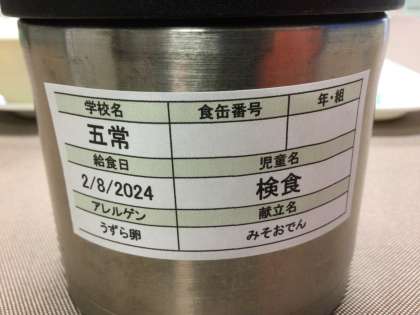 学校名 食缶番号 年・組
五常
給食日 児童名
2/8/2024 検食
アレルゲン 献立名
うずら卵 みそおでん